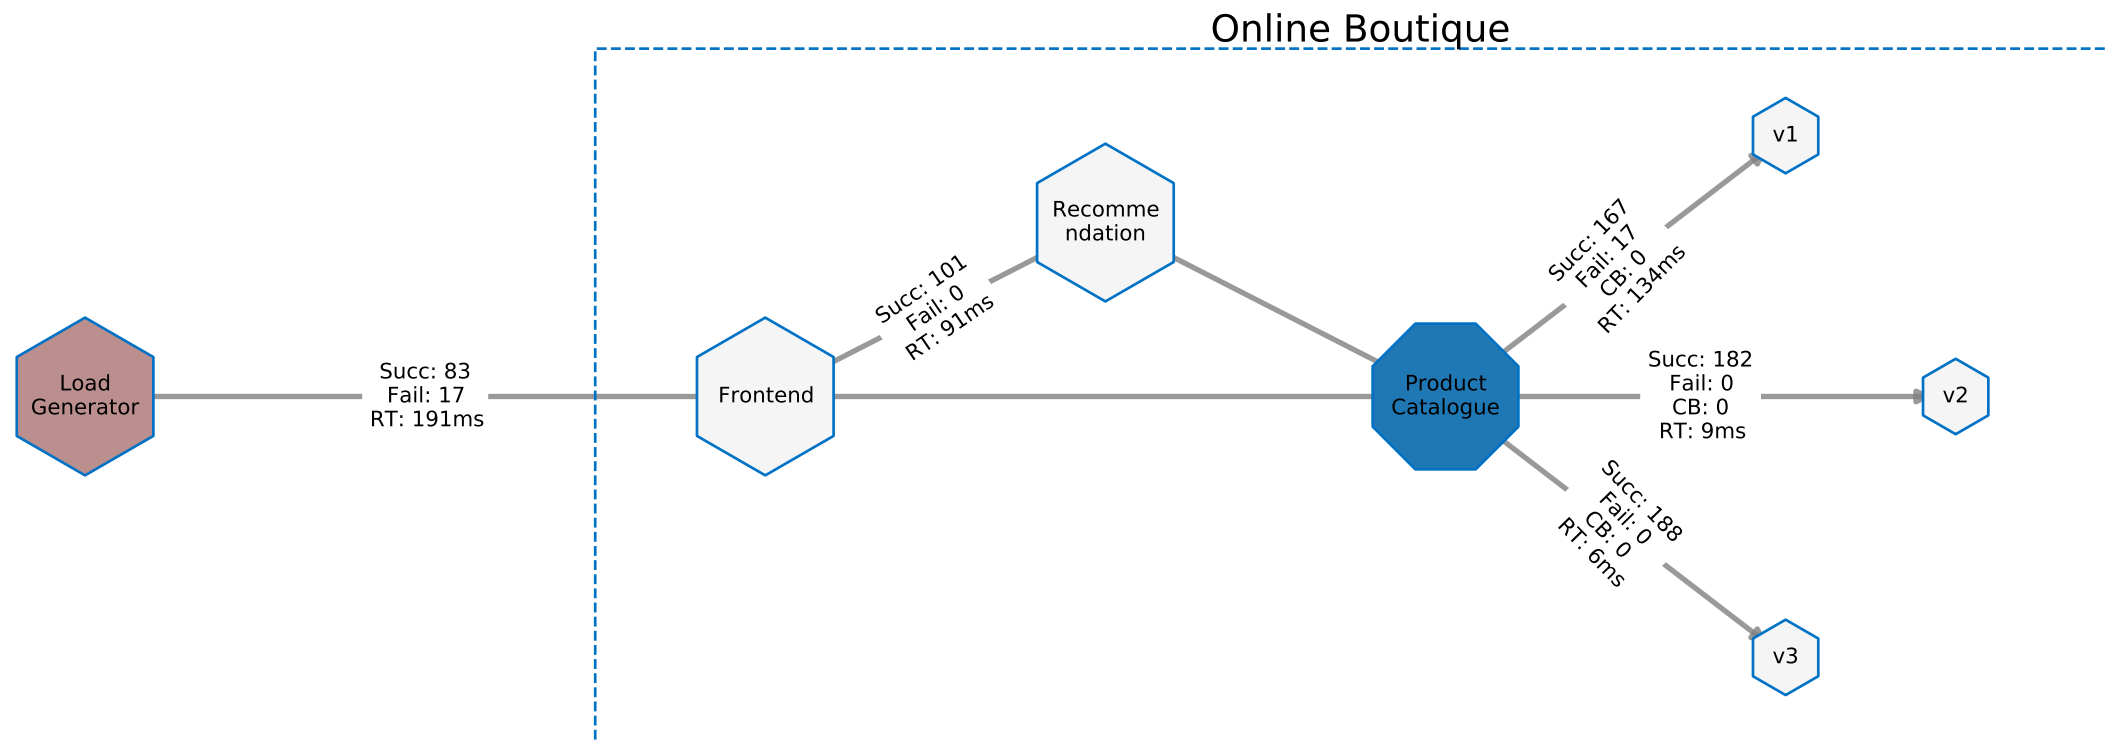 Online Boutique
Load
Generator
Succ: 83
Fail: 17
RT: 191ms
Frontend
Succ: 101
Fail: 0
RT: 91ms
Recomme
ndation
Product
Catalogue
Succ: 167
Fail: 17
CB: 0
RT: 134ms
v1
Succ: 182
Fail: 0
CB: 0
RT: 9ms
v2
Succ: 188
Fail: 0
CB: 0
RT: 6ms
v3